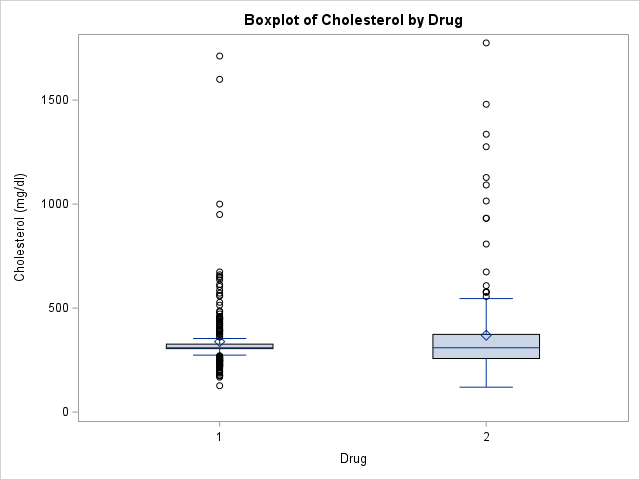 Boxplot of Cholesterol by Drug
Cholesterol (mg/dl)
1500
1000
500
0
1
2
Drug